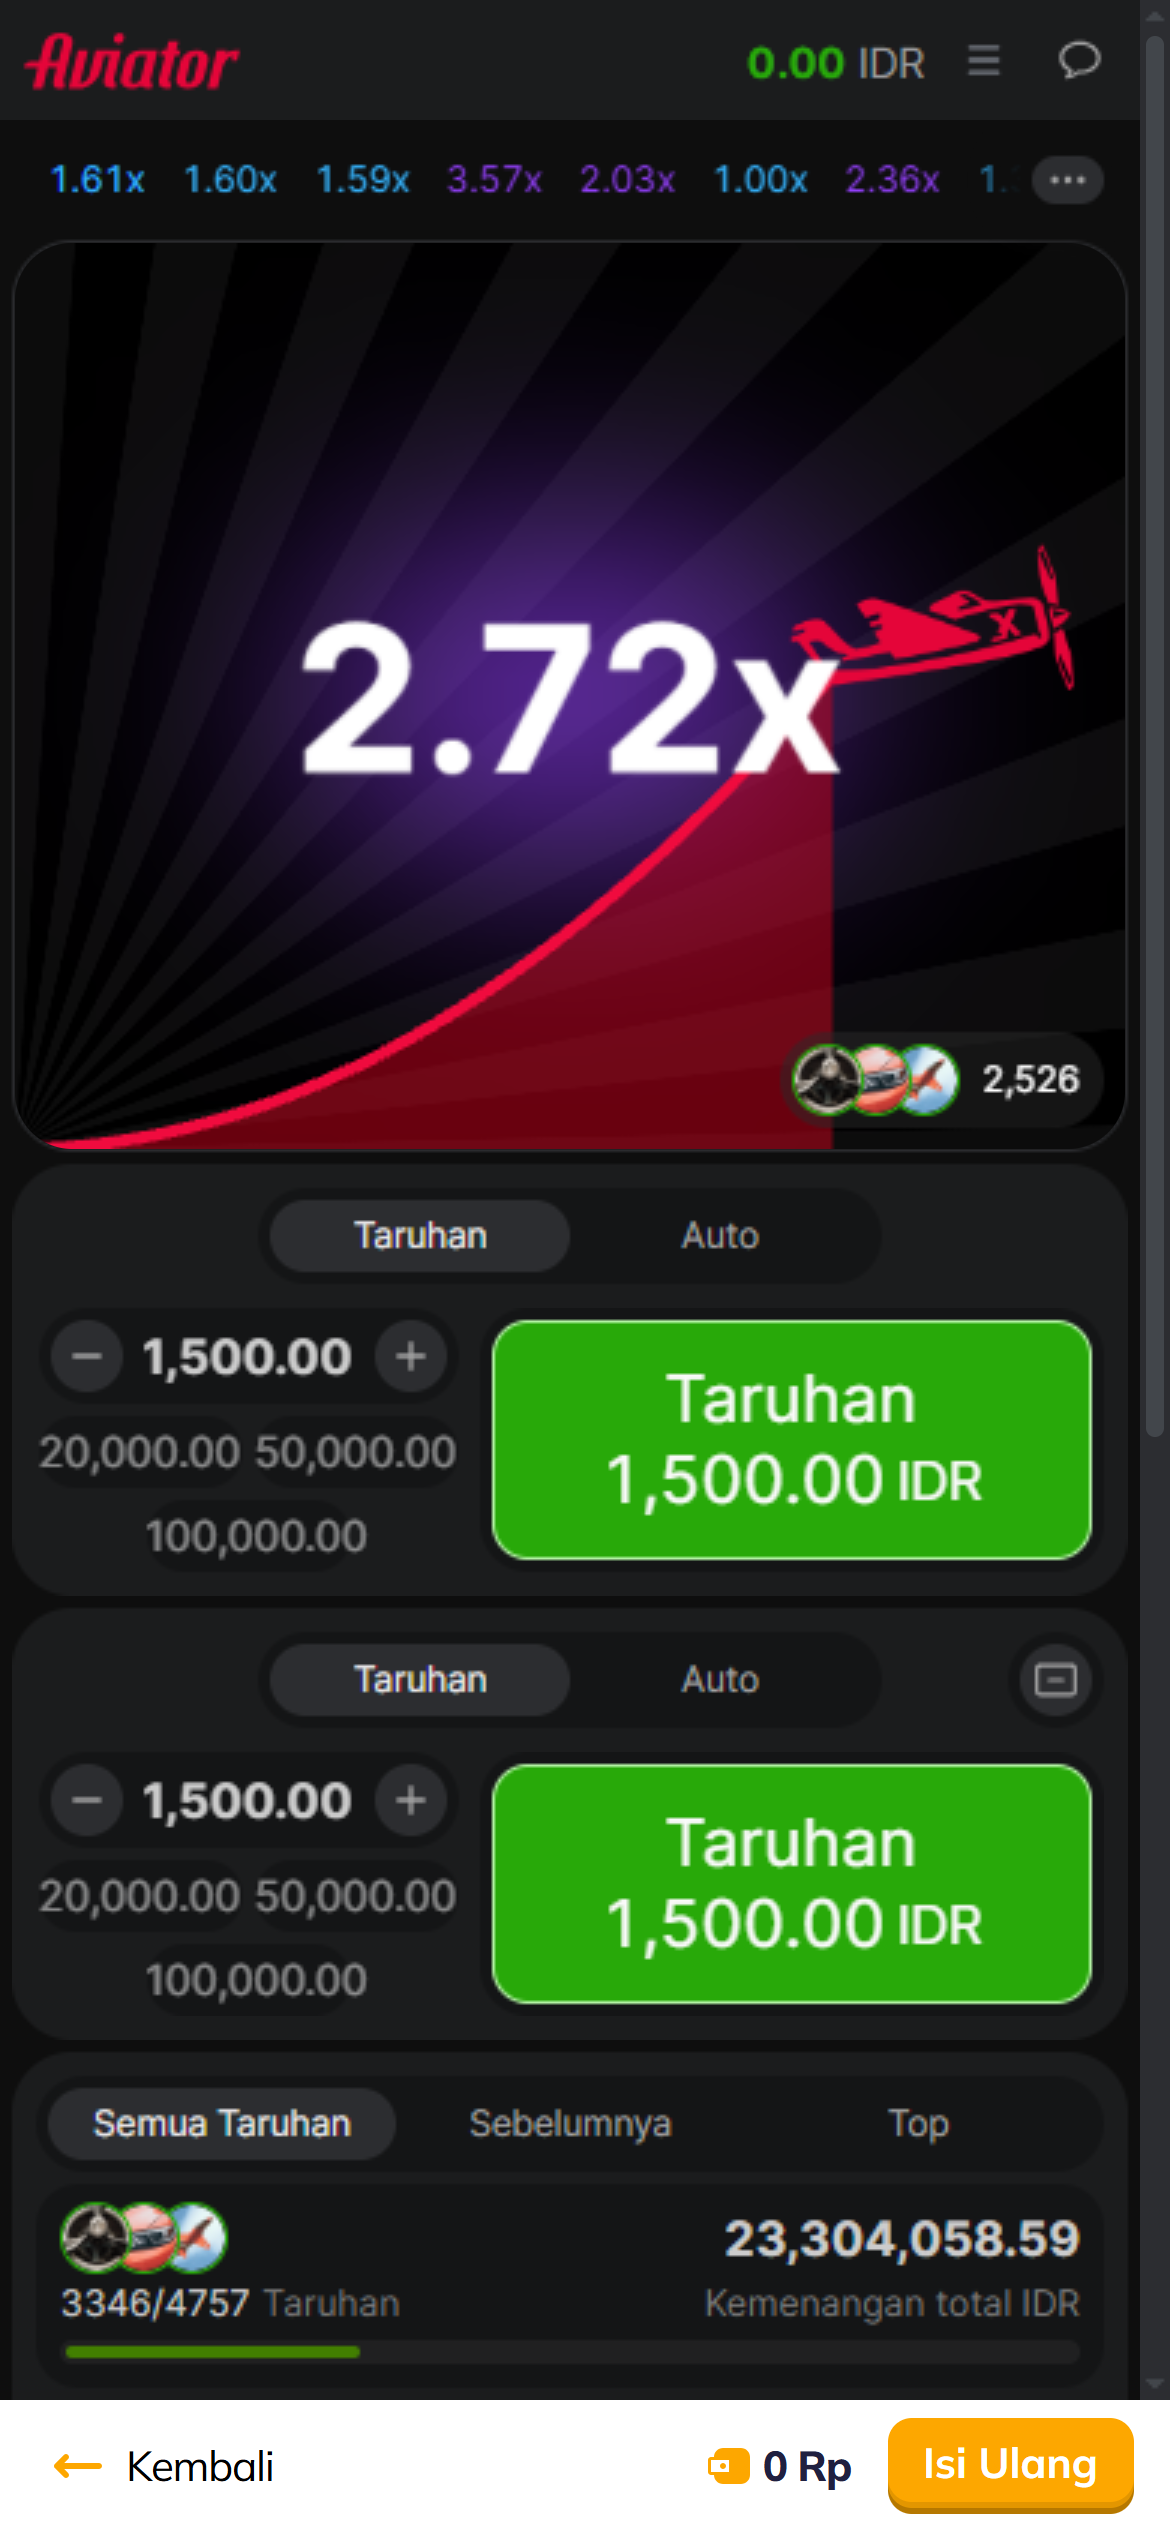 Aviator
0.00 IDR
1.61x 1.60x 1.59x 3.57x 2.03x 1.00x 2.36x
2.72x
X
2,526
Taruhan Auto
1,500.00
20,000.00 50,000.00
100,000.00
Taruhan
1,500.00 IDR
Taruhan Auto
1,500.00
20,000.00 50,000.00
100,000.00
Taruhan
1,500.00 IDR
Semua Taruhan Sebelumnya Top
23,304,058.59
3346/4757 Taruhan Kemenangan total IDR
Kembali 0 Rp Isi Ulang